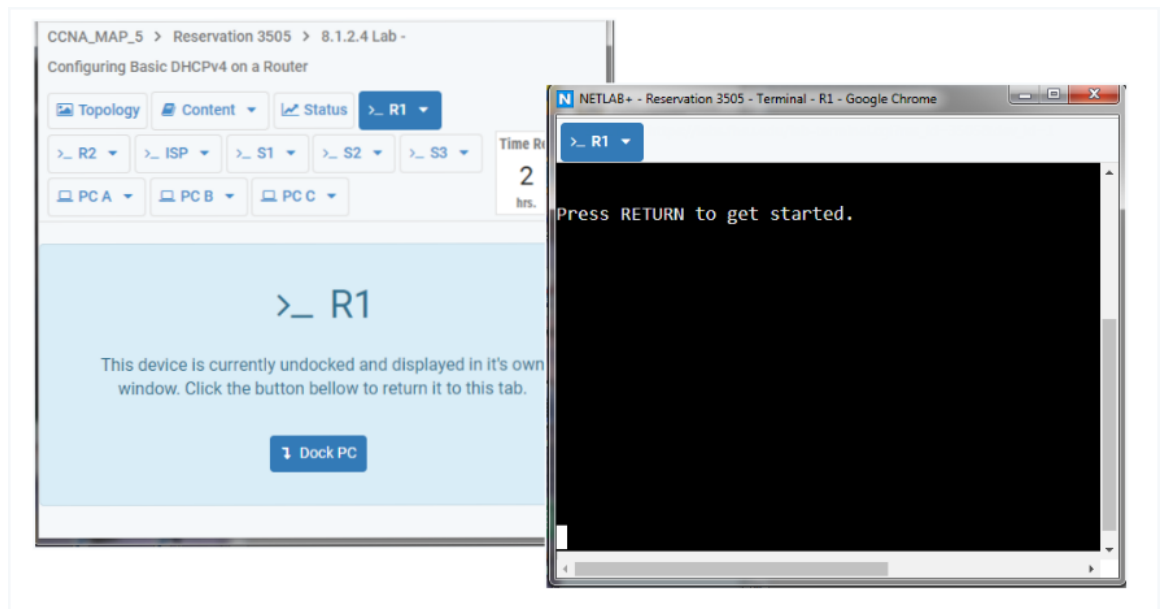 CCNA_MAP_5 > Reservation 3505 > 8.1.2.4 Lab -
Configuring Basic DHCPv4 on a Router
Topology Content Status >_ R1
>_ R2 >_ ISP >_ S1 >_ S2 >_ S3
PC A PC B PC C
Time Re
2
hrs.
>_ R1
This device is currently undocked and displayed in it's own
window. Click the button bellow to return it to this tab.
Dock PC
N NETLAB+ - Reservation 3505 - Terminal - R1 - Google Chrome
>_ R1
Press RETURN to get started.